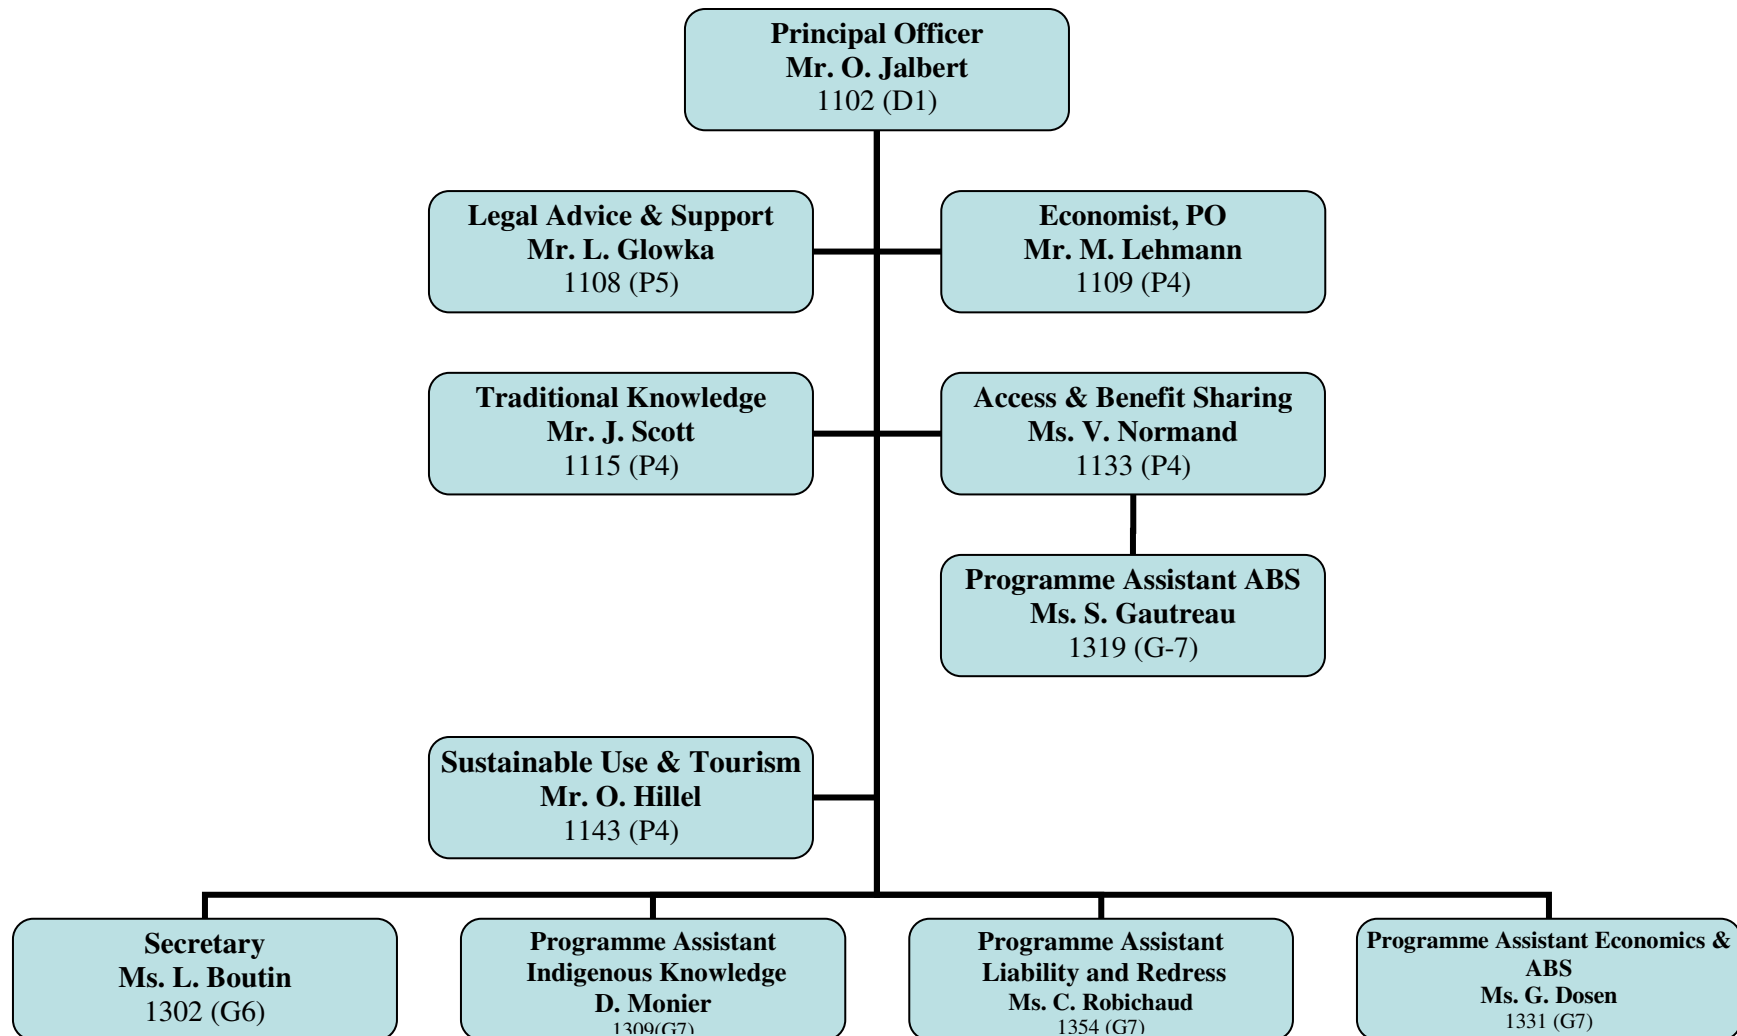 Principal Officer
Mr. O. Jalbert
1102 (D1)
Legal Advice & Support
Mr. L. Glowka
1108 (P5)
Economist, PO
Mr. M. Lehmann
1109 (P4)
Traditional Knowledge
Mr. J. Scott
1115 (P4)
Access & Benefit Sharing
Ms. V. Normand
1133 (P4)
Programme Assistant ABS
Ms. S. Gautreau
1319 (G-7)
Sustainable Use & Tourism
Mr. O. Hillel
1143 (P4)
Secretary
Ms. L. Boutin
1302 (G6)
Programme Assistant
Indigenous Knowledge
D. Monier
1309(G7)
Programme Assistant
Liability and Redress
Ms. C. Robichaud
1354 (G7)
Programme Assistant Economics &
ABS
Ms. G. Dosen
1331 (G7)